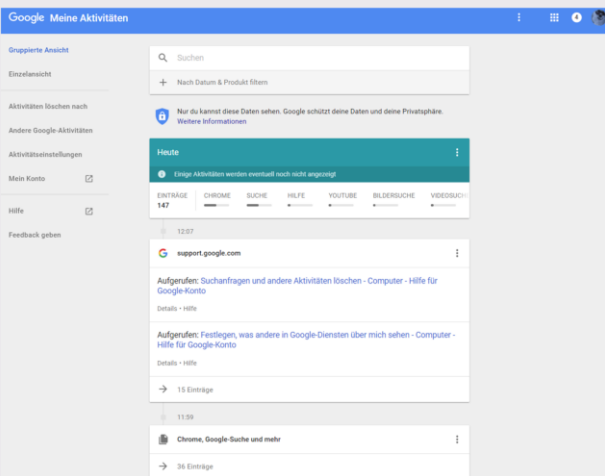 Google Meine Aktivitäten
4
Gruppierte Ansicht
Einzelansicht
Aktivitäten löschen nach
Andere Google-Aktivitäten
Aktivitätseinstellungen
Mein Konto
Hilfe
Feedback geben
Suchen
Nach Datum & Produkt filtern
Nur du kannst diese Daten sehen. Google schützt deine Daten und deine Privatsphäre.
Weitere Informationen
Heute
Einige Aktivitäten werden eventuell noch nicht angezeigt
EINTRÄGE CHROME SUCHE HILFE YOUTUBE BILDERSUCHE VIDEOSUCH
147
12:07
support.google.com
Aufgerufen: Suchanfragen und andere Aktivitäten löschen - Computer - Hilfe für
Google-Konto
Details • Hilfe
Aufgerufen: Festlegen, was andere in Google-Diensten über mich sehen - Computer -
Hilfe für Google-Konto
Details • Hilfe
15 Einträge
11:59
Chrome, Google-Suche und mehr
36 Einträge